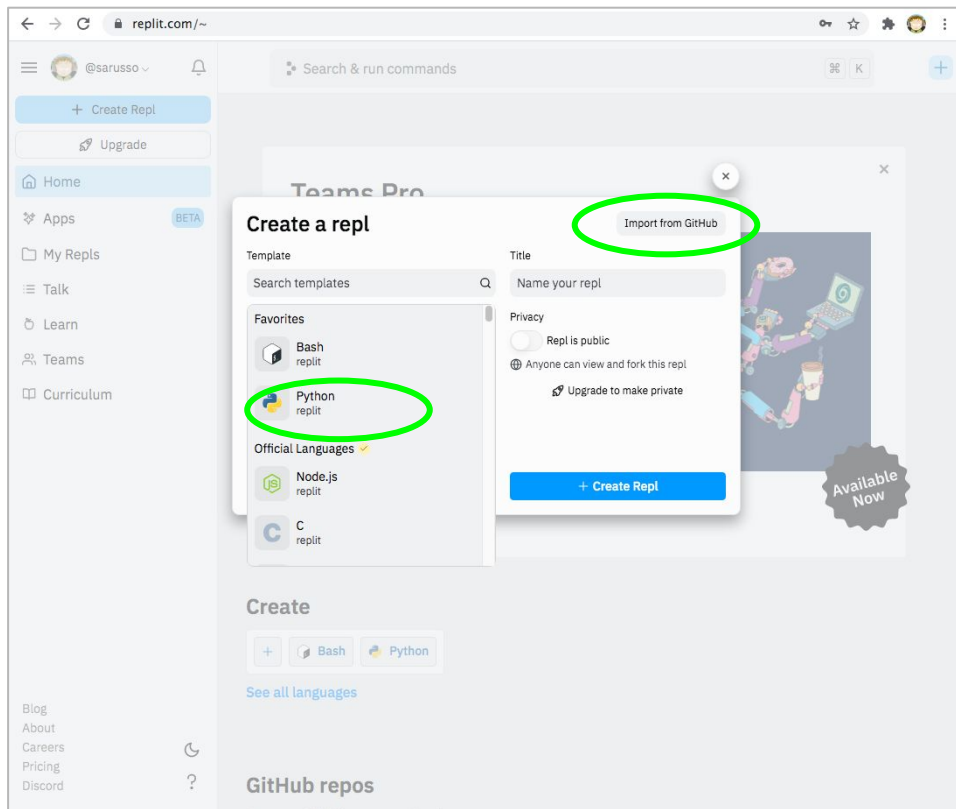 replit.com/~
@sarusso
Search & run commands
⌘ K
+
+ Create Repl
Upgrade
Home
Apps BETA
My Repls
Talk
Learn
Teams
Curriculum
Blog
About
Careers
Pricing
Discord
?
Teams Pro
×
×
Create a repl
Import from GitHub
Template
Search templates
Favorites
Bash
replit
Python
replit
Official Languages
Node.js
replit
C
replit
Title
Name your repl
Privacy
Repl is public
Anyone can view and fork this repl
Upgrade to make private
+ Create Repl
Available
Now
Create
+ Bash Python
See all languages
GitHub repos